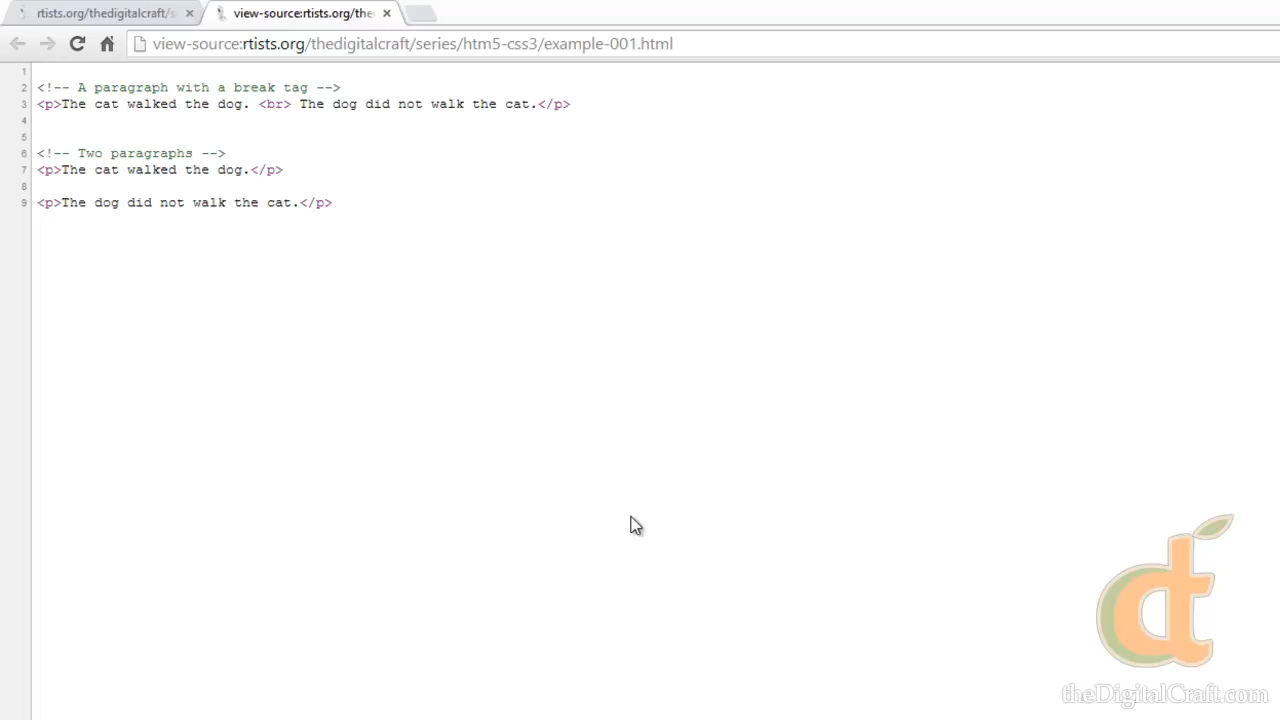 rtists.org/thedigitalcraft/s
view-source:rtists.org/the
view-source:rtists.org/thedigitalcraft/series/htm5-css3/example-001.html
1
2 <!-- A paragraph with a break tag -->
3 <p>The cat walked the dog. <br> The dog did not walk the cat.</p>
4
5
6 <!-- Two paragraphs -->
7 <p>The cat walked the dog.</p>
8
9 <p>The dog did not walk the cat.</p>
dt
theDigitalCraft.com